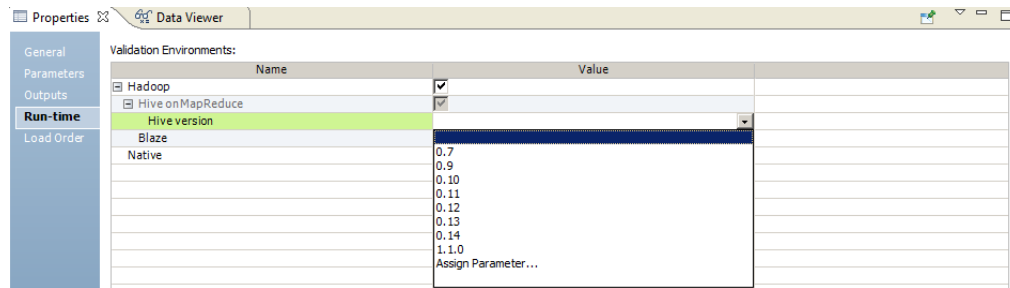 Properties Data Viewer
General
Parameters
Outputs
Run-time
Load Order
Validation Environments:
Name Value
Hadoop
Hive on MapReduce
Hive version
Blaze
Native
0.7
0.9
0.10
0.11
0.12
0.13
0.14
1.1.0
Assign Parameter...